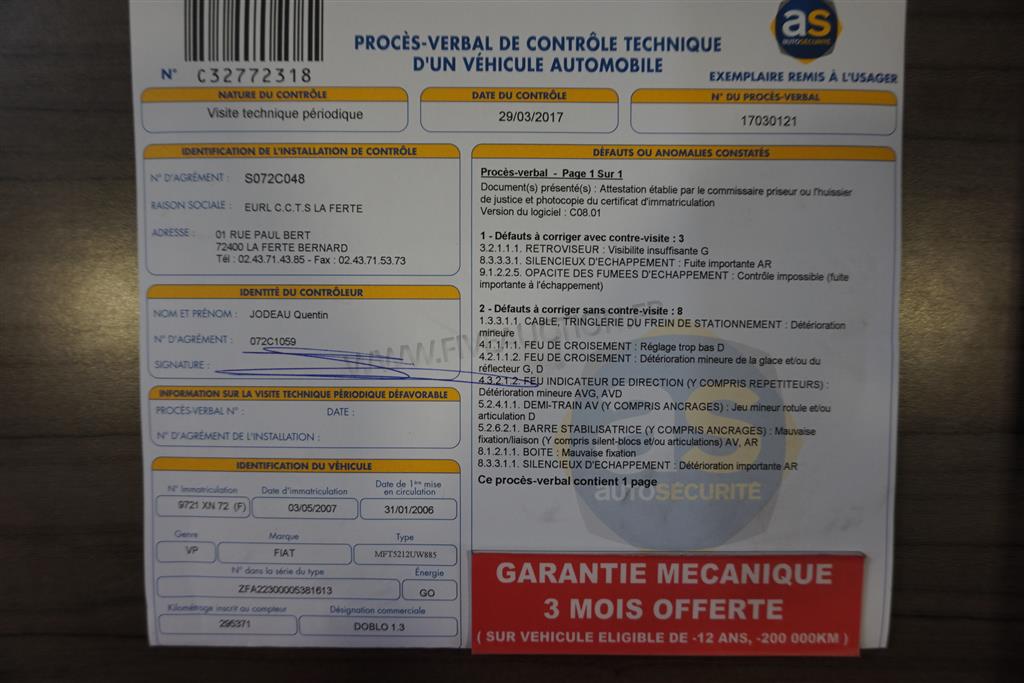 as
AUTOSÉCURITÉ
PROCÈS-VERBAL DE CONTRÔLE TECHNIQUE
D'UN VÉHICULE AUTOMOBILE
N° C32772318
EXEMPLAIRE REMIS À L'USAGER
NATURE DU CONTRÔLE
Visite technique périodique
DATE DU CONTRÔLE
29/03/2017
N° DU PROCÈS-VERBAL
17030121
IDENTIFICATION DE L'INSTALLATION DE CONTRÔLE
N° D'AGRÉMENT : S072C048
RAISON SOCIALE : EURL C.C.T.S LA FERTE
ADRESSE : 01 RUE PAUL BERT
72400 LA FERTE BERNARD
Tél : 02.43.71.43.85 - Fax : 02.43.71.53.73
IDENTITÉ DU CONTRÔLEUR
NOM ET PRÉNOM : JODEAU Quentin
N° D'AGRÉMENT : 072C1059
SIGNATURE :
INFORMATION SUR LA VISITE TECHNIQUE PÉRIODIQUE DÉFAVORABLE
PROCÈS-VERBAL N° : DATE :
N° D'AGRÉMENT DE L'INSTALLATION :
IDENTIFICATION DU VÉHICULE
N° Immatriculation Date d'immatriculation Date de 1ère mise
en circulation
9721 XN 72 (F) 03/05/2007 31/01/2006
Genre Marque Type
VP FIAT MFT5212UW885
N° dans la série du type Énergie
ZFA22300005381613 GO
Kilométrage inscrit au compteur Désignation commerciale
295371 DOBLO 1.3
DÉFAUTS OU ANOMALIES CONSTATÉS
Procès-verbal - Page 1 Sur 1
Document(s) présenté(s) : Attestation établie par le commissaire priseur ou l'huissier
de justice et photocopie du certificat d'immatriculation
Version du logiciel : C08.01
1 - Défauts à corriger avec contre-visite : 3
3.2.1.1.1. RETROVISEUR : Visibilité insuffisante G
8.3.3.3.1. SILENCIEUX D'ECHAPPEMENT : Fuite importante AR
9.1.2.2.5. OPACITE DES FUMEES D'ECHAPPEMENT : Contrôle impossible (fuite
importante à l'échappement)
2 - Défauts à corriger sans contre-visite : 8
1.3.3.1.1. CABLE, TRINGLERIE DU FREIN DE STATIONNEMENT : Détérioration
mineure
4.1.1.1.1. FEU DE CROISEMENT : Réglage trop bas D
4.2.1.1.2. FEU DE CROISEMENT : Détérioration mineure de la glace et/ou du
réflecteur G, D
4.3.2.1.2. FEU INDICATEUR DE DIRECTION (Y COMPRIS REPETITEURS) :
Détérioration mineure AVG, AVD
5.2.4.1.1. DEMI-TRAIN AV (Y COMPRIS ANCRAGES) : Jeu mineur rotule et/ou
articulation D
5.2.6.2.1. BARRE STABILISATRICE (Y COMPRIS ANCRAGES) : Mauvaise
fixation/liaison (Y compris silent-blocs et/ou articulations) AV, AR
8.1.2.1.1. BOITE : Mauvaise fixation
8.3.3.1.1. SILENCIEUX D'ECHAPPEMENT : Détérioration importante AR
Ce procès-verbal contient 1 page
as
AUTOSÉCURITÉ
GARANTIE MECANIQUE
3 MOIS OFFERTE
( SUR VEHICULE ELIGIBLE DE -12 ANS, -200 000KM )